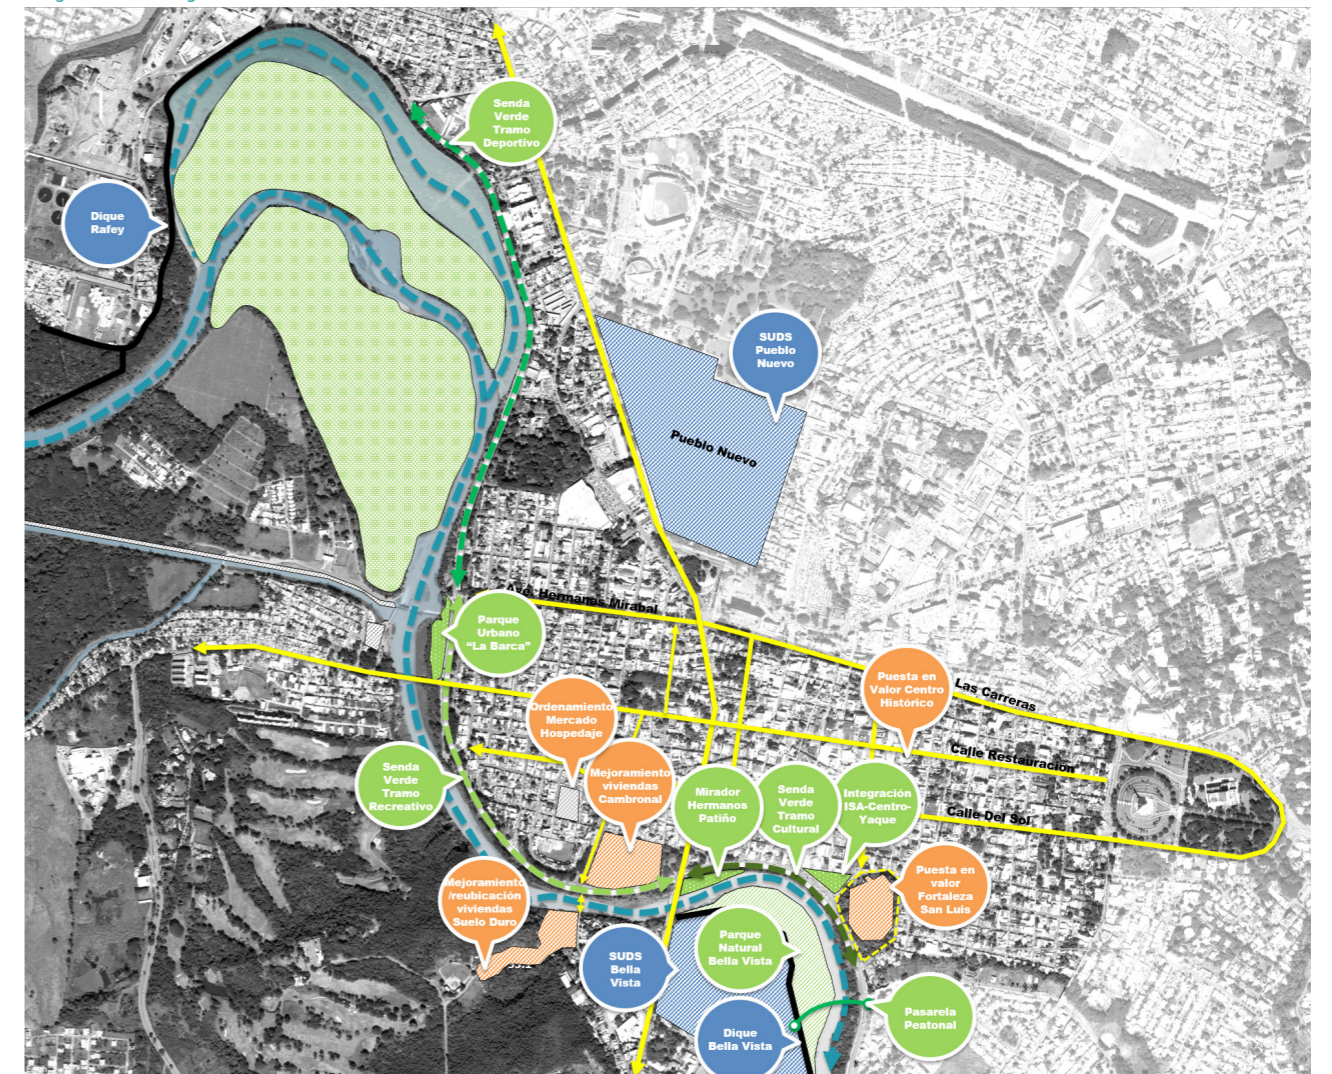 Senda
Verde
Tramo
Deportivo
Dique
Rafey
SUDS
Pueblo
Nuevo
Pueblo Nuevo
Ave. Hermanas Mirabal
Parque
Urbano
“La Barca”
Puesta en
Valor Centro
Histórico
Las Carreras
Ordenamiento
Mercado
Hospedaje
Calle Restauración
Senda
Verde
Tramo
Recreativo
Mejoramiento
viviendas
Cambronal
Mirador
Hermanos
Patiño
Senda
Verde
Tramo
Cultural
Integración
ISA-Centro-
Yaque
Calle Del Sol
Mejoramiento
/reubicación
viviendas
Suelo Duro
Puesta en
valor
Fortaleza
San Luis
SUDS
Bella
Vista
Parque
Natural
Bella Vista
Dique
Bella Vista
Pasarela
Peatonal